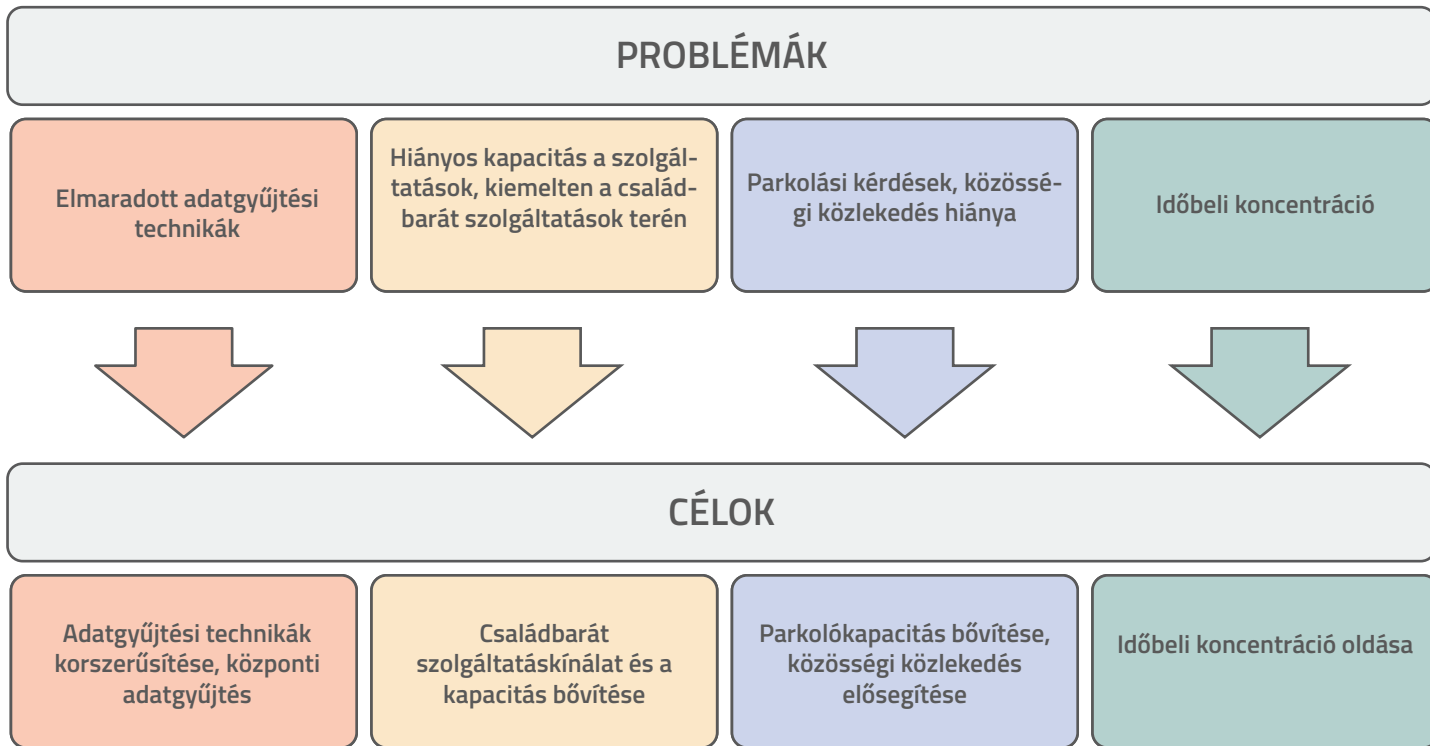 PROBLÉMÁK
Elmaradott adatgyűjtési
technikák
Hiányos kapacitás a szolgál-
tatások, kiemelten a család-
barát szolgáltatások terén
Parkolási kérdések, közössé-
gi közlekedés hiánya
Időbeli koncentráció
CÉLOK
Adatgyűjtési technikák
korszerűsítése, központi
adatgyűjtés
Családbarát
szolgáltatáskínálat és a
kapacitás bővítése
Parkolókapacitás bővítése,
közösségi közlekedés
elősegítése
Időbeli koncentráció oldása